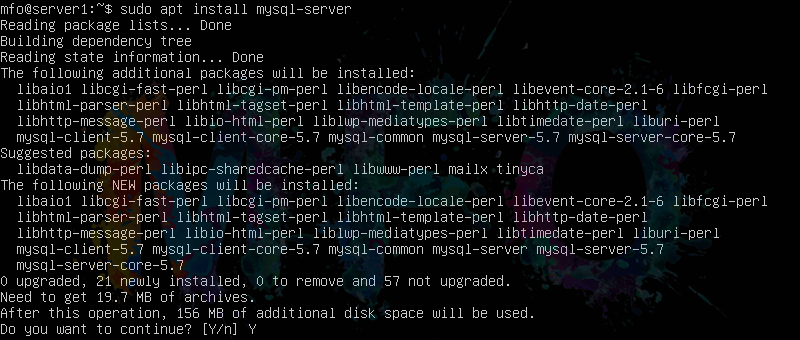 mfo@server1:~$ sudo apt install mysql-server
Reading package lists... Done
Building dependency tree
Reading state information... Done
The following additional packages will be installed:
  libaio1 libcgi-fast-perl libcgi-pm-perl libencode-locale-perl libevent-core-2.1-6 libfcgi-perl
  libhtml-parser-perl libhtml-tagset-perl libhtml-template-perl libhttp-date-perl
  libhttp-message-perl libio-html-perl liblwp-mediatypes-perl libtimedate-perl liburi-perl
  mysql-client-5.7 mysql-client-core-5.7 mysql-common mysql-server-5.7 mysql-server-core-5.7
Suggested packages:
  libdata-dump-perl libipc-sharedcache-perl libwww-perl mailx tinyca
The following NEW packages will be installed:
  libaio1 libcgi-fast-perl libcgi-pm-perl libencode-locale-perl libevent-core-2.1-6 libfcgi-perl
  libhtml-parser-perl libhtml-tagset-perl libhtml-template-perl libhttp-date-perl
  libhttp-message-perl libio-html-perl liblwp-mediatypes-perl libtimedate-perl liburi-perl
  mysql-client-5.7 mysql-client-core-5.7 mysql-common mysql-server mysql-server-5.7
  mysql-server-core-5.7
0 upgraded, 21 newly installed, 0 to remove and 57 not upgraded.
Need to get 19.7 MB of archives.
After this operation, 156 MB of additional disk space will be used.
Do you want to continue? [Y/n] Y